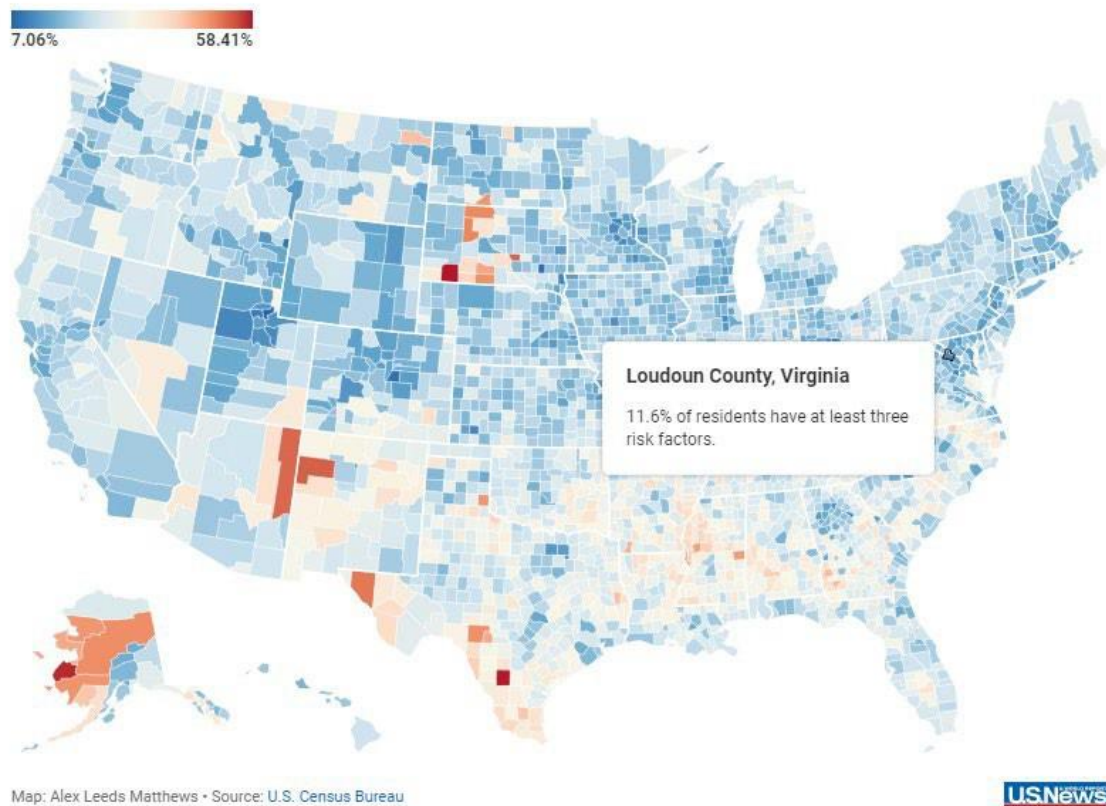 7.06% 58.41%
Loudoun County, Virginia
11.6% of residents have at least three
risk factors.
Map: Alex Leeds Matthews • Source: U.S. Census Bureau
U.S.News